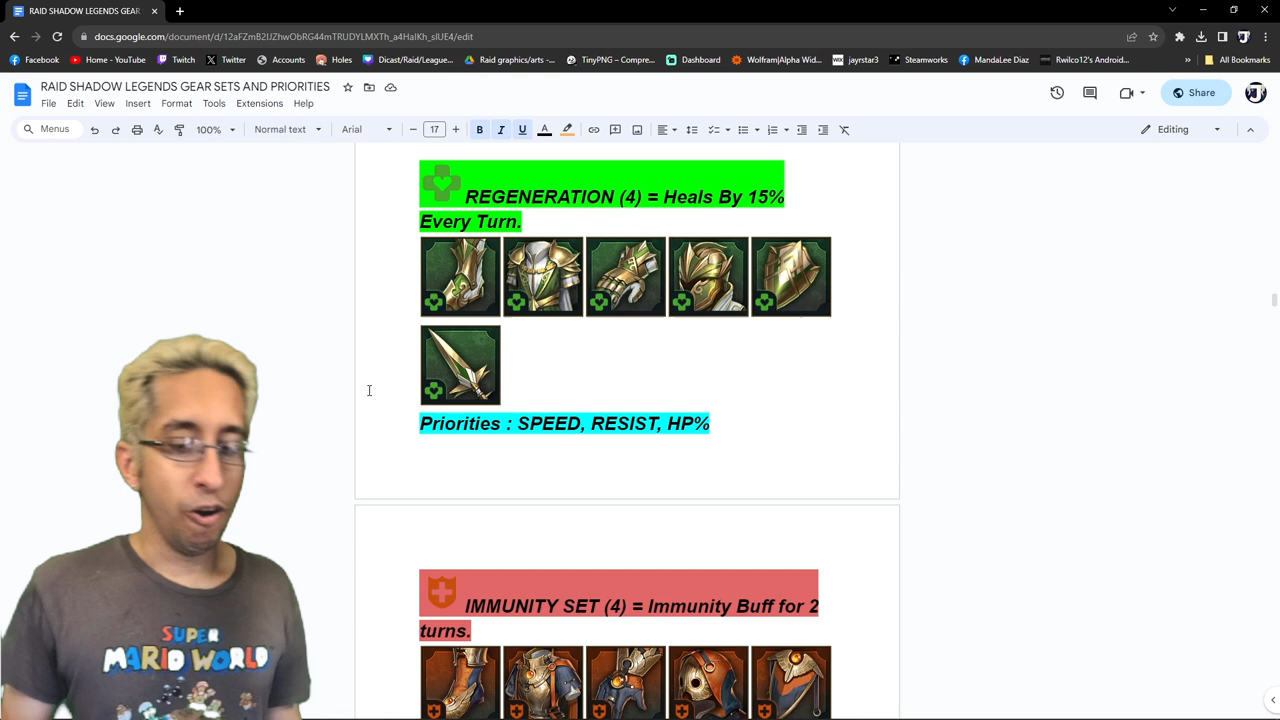 RAID SHADOW LEGENDS GEAR
docs.google.com/document/d/12aFZmB2IJZhwObRG44mTRUDYLMXTh_a4HaIKh_sIUE4/edit
Facebook Home - YouTube Twitch Twitter Accounts Holes Dicast/Raid/League... Raid graphics/arts -... TinyPNG – Compre... Dashboard Wolfram|Alpha Wid... jayrstar3 Steamworks MandaLee Diaz Rwilco12's Android... » All Bookmarks
RAID SHADOW LEGENDS GEAR SETS AND PRIORITIES
File Edit View Insert Format Tools Extensions Help
Share
Menus 100% Normal text Arial 17 B I U A Editing
REGENERATION (4) = Heals By 15%
Every Turn.
Priorities : SPEED, RESIST, HP%
IMMUNITY SET (4) = Immunity Buff for 2
turns.
SUPER
MARIO WORLD